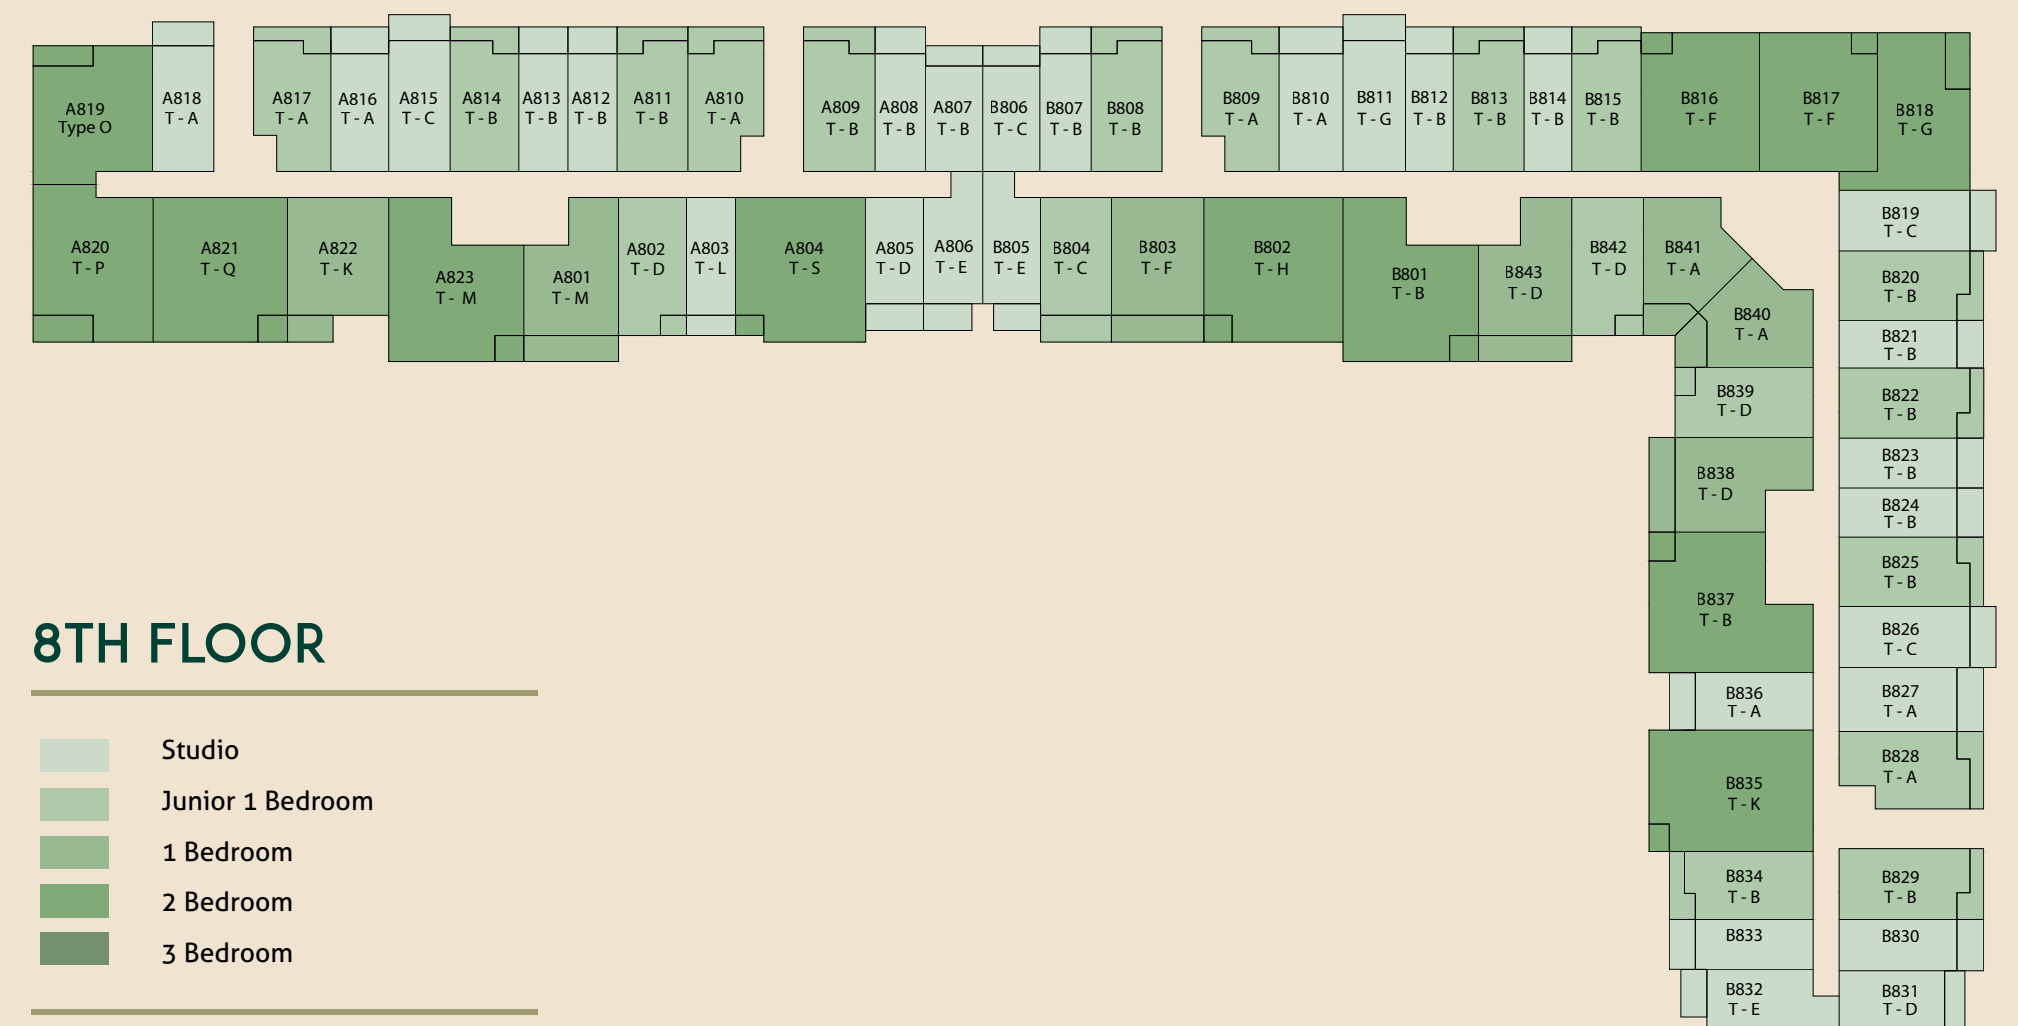 A819
Type O
A818
T - A
A817
T - A
A816
T - A
A815
T - C
A814
T - B
A813
T - B
A812
T - B
A811
T - B
A810
T - A
A809
T - B
A808
T - B
A807
T - B
B806
T - C
B807
T - B
B808
T - B
B809
T - A
B810
T - A
B811
T - G
B812
T - B
B813
T - B
B814
T - B
B815
T - B
B816
T - F
B817
T - F
B818
T - G
A820
T - P
A821
T - Q
A822
T - K
A823
T - M
A801
T - M
A802
T - D
A803
T - L
A804
T - S
A805
T - D
A806
T - E
B805
T - E
B804
T - C
B803
T - F
B802
T - H
B801
T - B
B843
T - D
B842
T - D
B841
T - A
B840
T - A
B839
T - D
B838
T - D
B837
T - B
B836
T - A
B835
T - K
B834
T - B
B833
B832
T - E
B819
T - C
B820
T - B
B821
T - B
B822
T - B
B823
T - B
B824
T - B
B825
T - B
B826
T - C
B827
T - A
B828
T - A
B829
T - B
B830
B831
T - D
8TH FLOOR
Studio
Junior 1 Bedroom
1 Bedroom
2 Bedroom
3 Bedroom